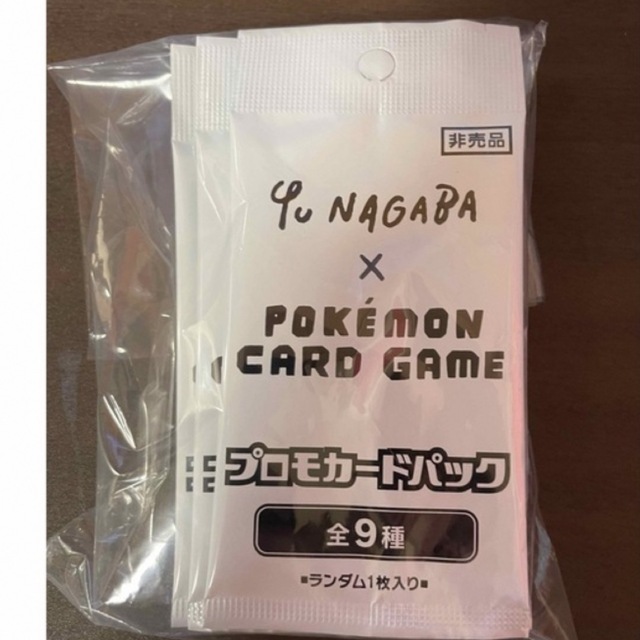 非売品
Yu NAGABA
×
POKÉMON
CARD GAME
プロモカードパック
全9種
■ランダム1枚入り■